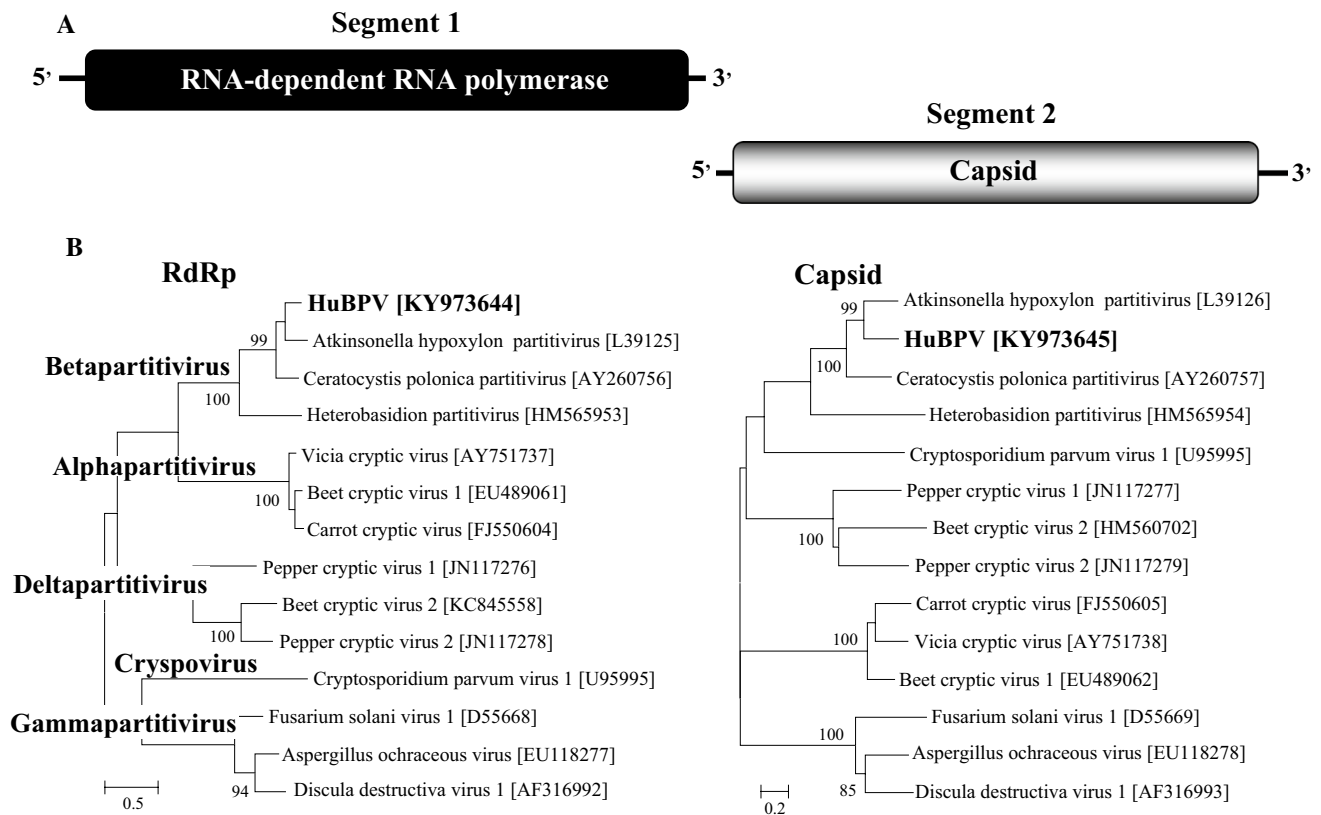 A
Segment 1
5’ RNA-dependent RNA polymerase 3’
Segment 2
5’ Capsid 3’
B
RdRp
HuBPV [KY973644]
Atkinsonella hypoxylon partitivirus [L39125]
99
Betapartitivirus
Ceratocystis polonica partitivirus [AY260756]
100
Heterobasidion partitivirus [HM565953]
Vicia cryptic virus [AY751737]
Alphapartitivirus
Beet cryptic virus 1 [EU489061]
100
Carrot cryptic virus [FJ550604]
Pepper cryptic virus 1 [JN117276]
Deltapartitivirus
Beet cryptic virus 2 [KC845558]
100
Pepper cryptic virus 2 [JN117278]
Cryspovirus
Cryptosporidium parvum virus 1 [U95995]
Gammapartitivirus
Fusarium solani virus 1 [D55668]
Aspergillus ochraceous virus [EU118277]
94
Discula destructiva virus 1 [AF316992]
0.5
Capsid
Atkinsonella hypoxylon partitivirus [L39126]
99
HuBPV [KY973645]
100
Ceratocystis polonica partitivirus [AY260757]
Heterobasidion partitivirus [HM565954]
Cryptosporidium parvum virus 1 [U95995]
Pepper cryptic virus 1 [JN117277]
Beet cryptic virus 2 [HM560702]
100
Pepper cryptic virus 2 [JN117279]
Carrot cryptic virus [FJ550605]
100
Vicia cryptic virus [AY751738]
Beet cryptic virus 1 [EU489062]
Fusarium solani virus 1 [D55669]
100
Aspergillus ochraceous virus [EU118278]
85
Discula destructiva virus 1 [AF316993]
0.2